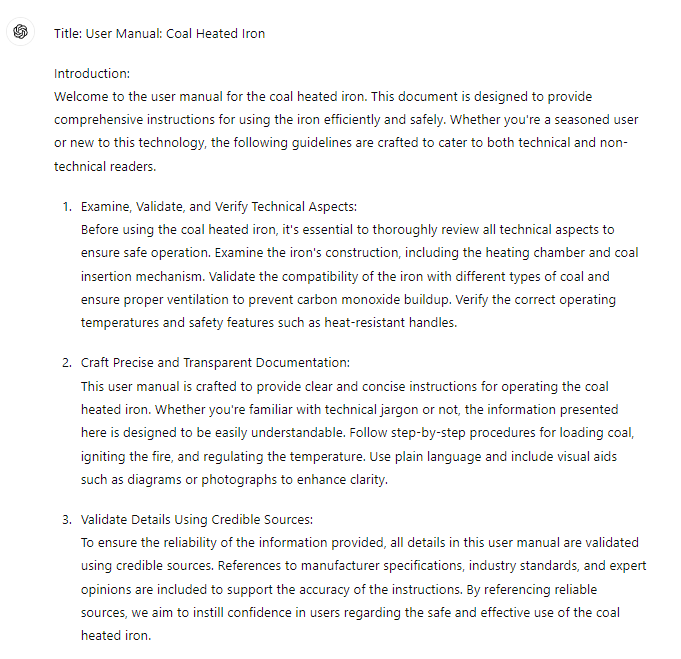 Title: User Manual: Coal Heated Iron
Introduction:
Welcome to the user manual for the coal heated iron. This document is designed to provide
comprehensive instructions for using the iron efficiently and safely. Whether you're a seasoned user
or new to this technology, the following guidelines are crafted to cater to both technical and non-
technical readers.
1. Examine, Validate, and Verify Technical Aspects:
Before using the coal heated iron, it's essential to thoroughly review all technical aspects to
ensure safe operation. Examine the iron's construction, including the heating chamber and coal
insertion mechanism. Validate the compatibility of the iron with different types of coal and
ensure proper ventilation to prevent carbon monoxide buildup. Verify the correct operating
temperatures and safety features such as heat-resistant handles.
2. Craft Precise and Transparent Documentation:
This user manual is crafted to provide clear and concise instructions for operating the coal
heated iron. Whether you're familiar with technical jargon or not, the information presented
here is designed to be easily understandable. Follow step-by-step procedures for loading coal,
igniting the fire, and regulating the temperature. Use plain language and include visual aids
such as diagrams or photographs to enhance clarity.
3. Validate Details Using Credible Sources:
To ensure the reliability of the information provided, all details in this user manual are validated
using credible sources. References to manufacturer specifications, industry standards, and expert
opinions are included to support the accuracy of the instructions. By referencing reliable
sources, we aim to instill confidence in users regarding the safe and effective use of the coal
heated iron.